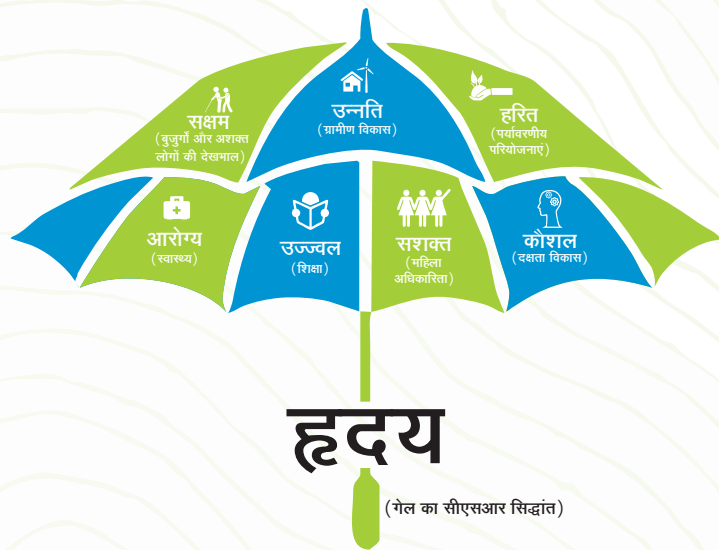 सक्षम
(बुजुर्गों और अशक्त
लोगों की देखभाल)
उन्नति
(ग्रामीण विकास)
हरित
(पर्यावरणीय
परियोजनाएं)
आरोग्य
(स्वास्थ्य)
उज्ज्वल
(शिक्षा)
सशक्त
(महिला
अधिकारिता)
कौशल
(दक्षता विकास)
हृदय
(गेल का सीएसआर सिद्धांत)